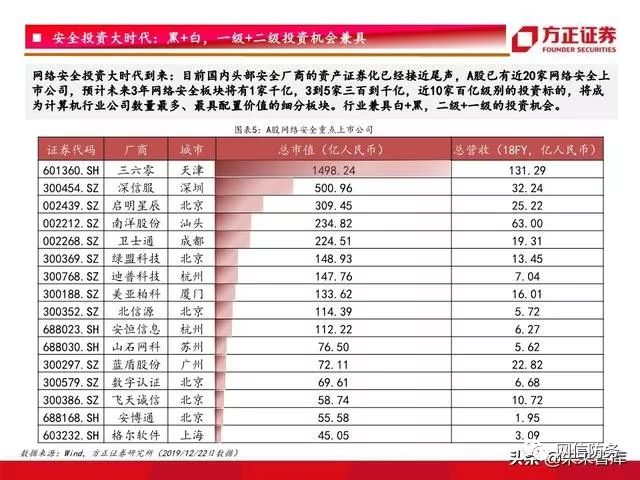 安全投资大时代：黑+白，一级+二级投资机会兼具
方正证券
FOUNDER SECURITIES
网络安全投资大时代到来：目前国内头部安全厂商的资产证券化已经接近尾声，A股已有近20家网络安全上
市公司，预计未来3年网络安全板块将有1家千亿，3到5家三百到千亿，近10家百亿级别的投资标的，将成
为计算机行业公司数量最多、最具配置价值的细分板块。行业兼具白+黑，二级+一级的投资机会。
图表5：A股网络安全重点上市公司
证券代码 厂商 城市 总市值（亿人民币） 总营收（18FY，亿人民币）
601360.SH 三六零 天津 1498.24 131.29
300454.SZ 深信服 深圳 500.96 32.24
002439.SZ 启明星辰 北京 309.45 25.22
002212.SZ 南洋股份 汕头 234.82 63.00
002268.SZ 卫士通 成都 224.51 19.31
300369.SZ 绿盟科技 北京 148.93 13.45
300768.SZ 迪普科技 杭州 147.76 7.04
300188.SZ 美亚柏科 厦门 133.62 16.01
300352.SZ 北信源 北京 114.39 5.72
688023.SH 安恒信息 杭州 112.22 6.27
688030.SH 山石网科 苏州 76.50 5.62
300297.SZ 蓝盾股份 广州 72.11 22.82
300579.SZ 数字认证 北京 69.61 6.68
300386.SZ 飞天诚信 北京 58.74 10.72
688168.SH 安博通 北京 55.58 1.95
603232.SH 格尔软件 上海 45.05 3.09
数据来源：Wind，方正证券研究所（2019/12/22日数据）
网信防务
头条@未来智库